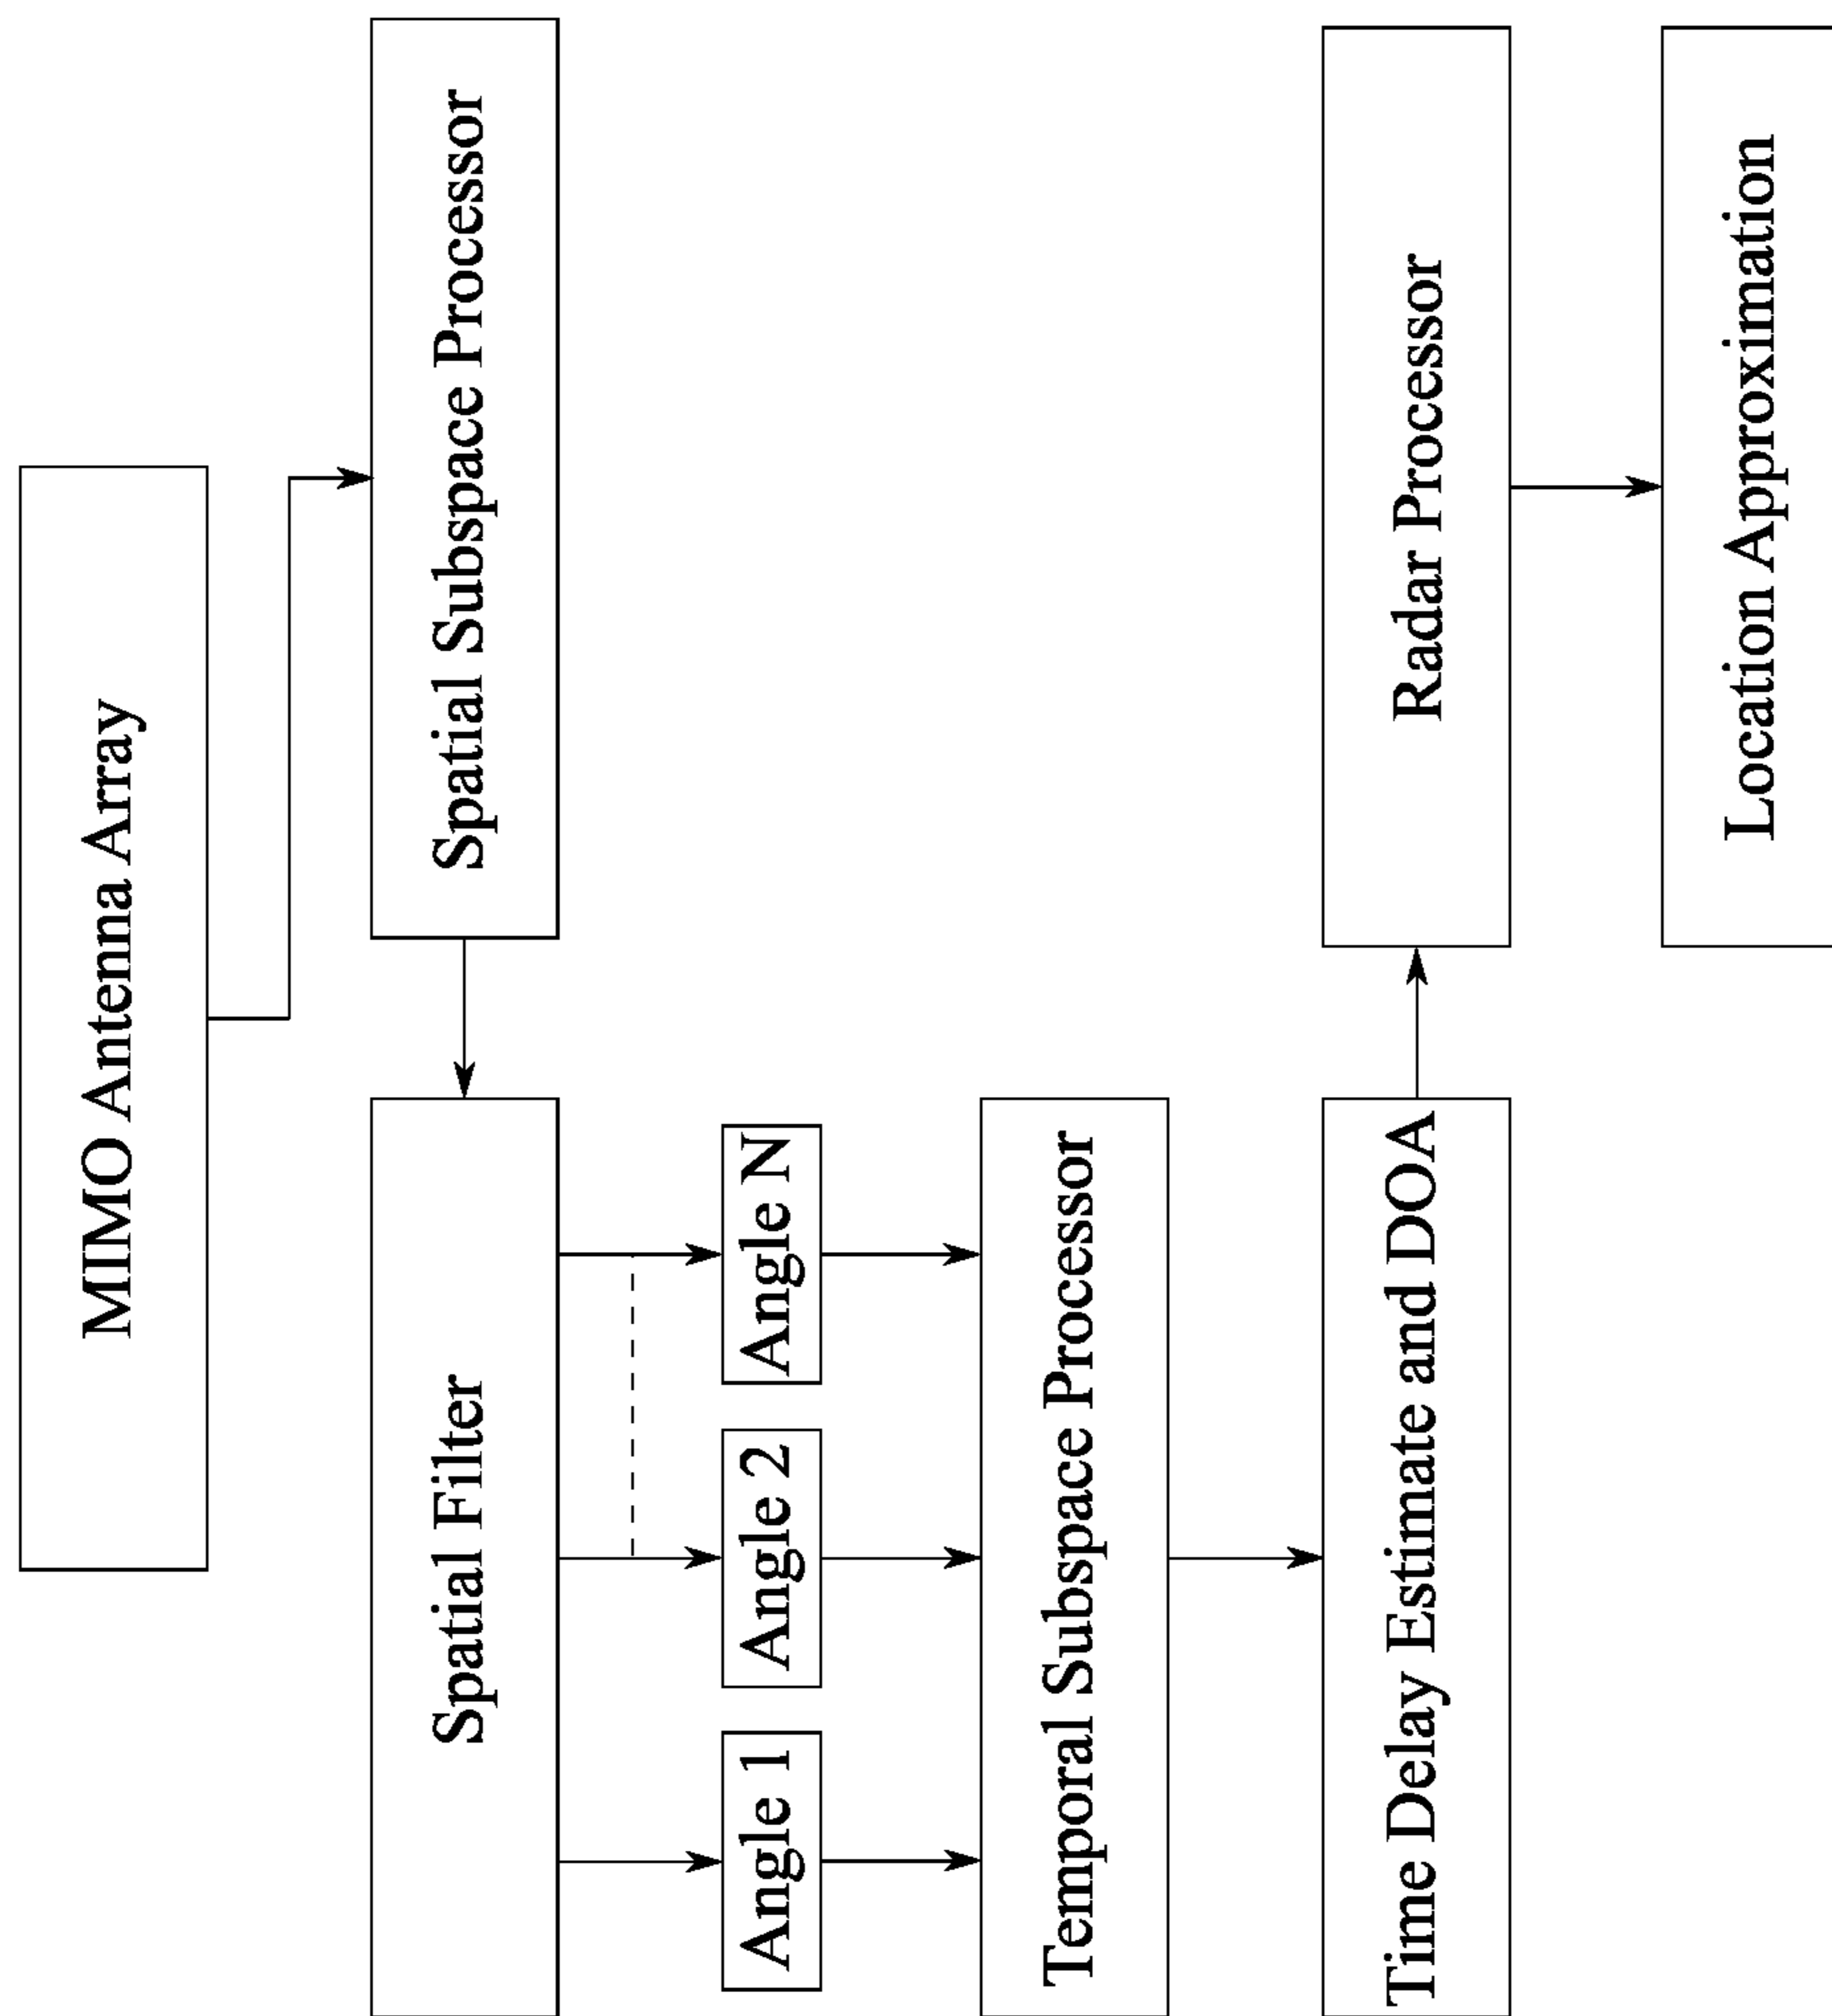 MIMO Antenna Array
Spatial Subspace Processor
Spatial Filter
Angle 1
Angle 2
Angle N
Temporal Subspace Processor
Time Delay Estimate and DOA
Radar Processor
Location Approximation